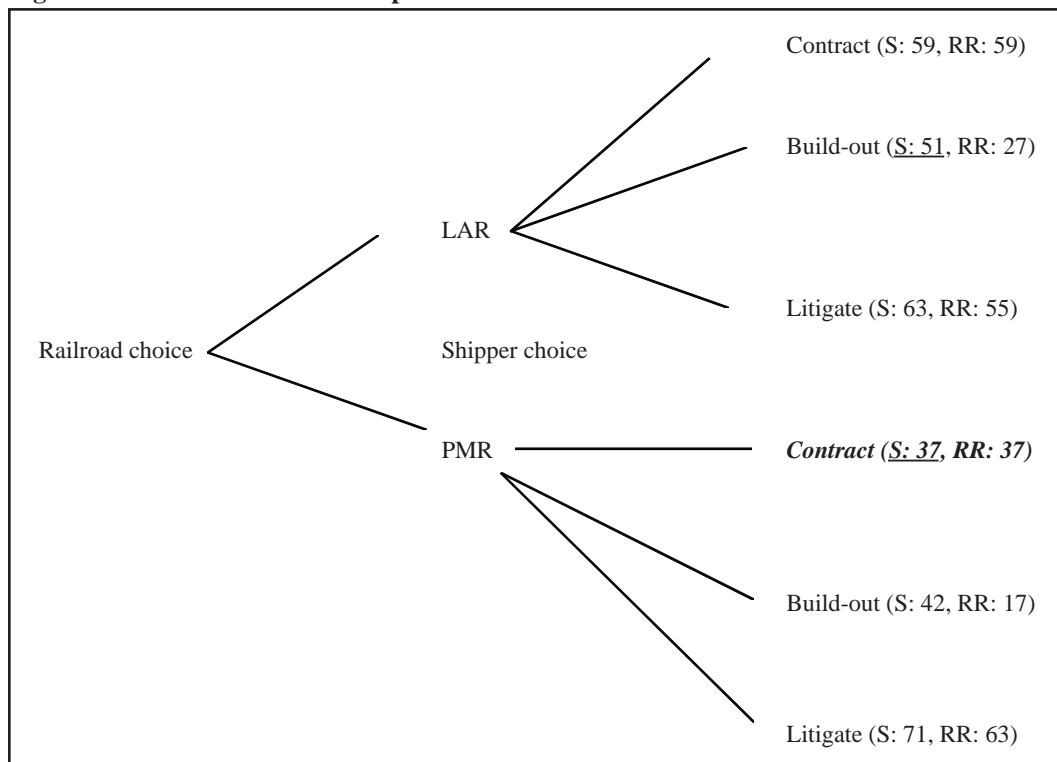 Contract (S: 59, RR: 59)
Build-out (S: 51, RR: 27)
LAR
Litigate (S: 63, RR: 55)
Railroad choice
Shipper choice
PMR
Contract (S: 37, RR: 37)
Build-out (S: 42, RR: 17)
Litigate (S: 71, RR: 63)